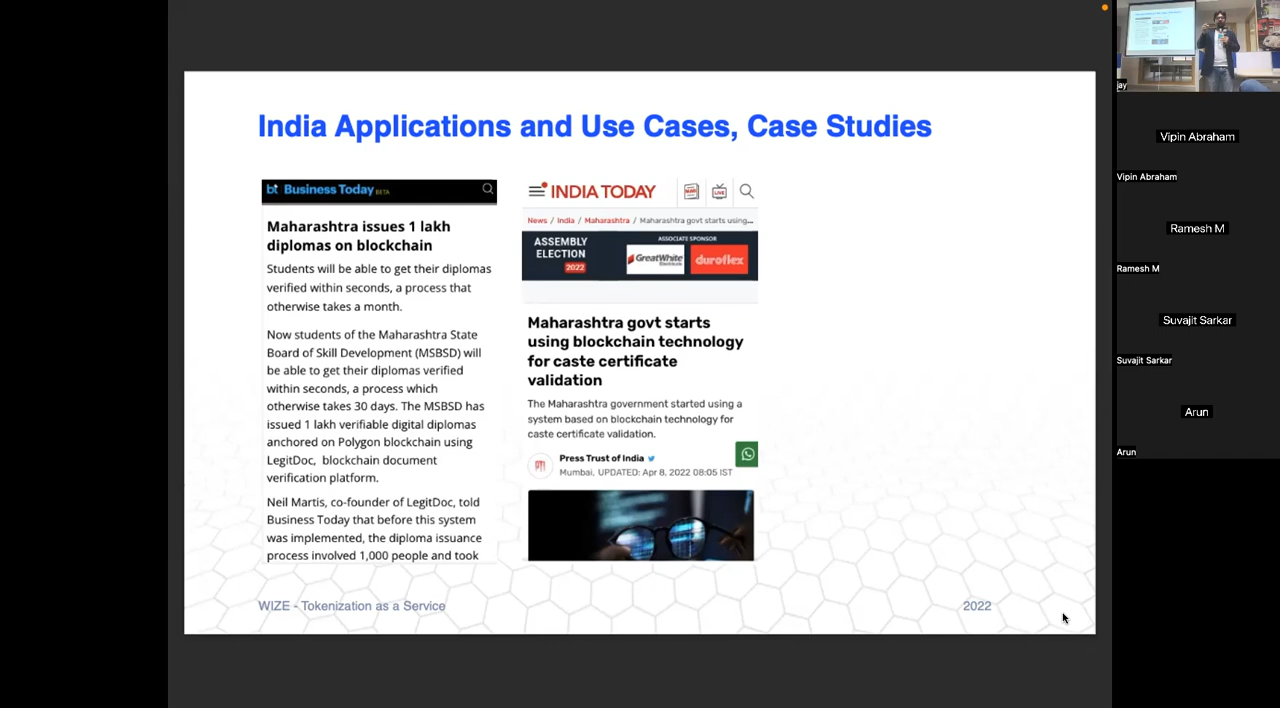 India Applications and Use Cases, Case Studies
bt Business Today BETA
Maharashtra issues 1 lakh
diplomas on blockchain
Students will be able to get their diplomas
verified within seconds, a process that
otherwise takes a month.
Now students of the Maharashtra State
Board of Skill Development (MSBSD) will
be able to get their diplomas verified
within seconds, a process which
otherwise takes 30 days. The MSBSD has
issued 1 lakh verifiable digital diplomas
anchored on Polygon blockchain using
LegitDoc, blockchain document
verification platform.
Neil Martis, co-founder of LegitDoc, told
Business Today that before this system
was implemented, the diploma issuance
process involved 1,000 people and took
INDIA TODAY
LIVE
News / India / Maharashtra / Maharashtra govt starts using...
ASSEMBLY
ELECTION
2022
ASSOCIATE SPONSOR
GreatWhite
duroflex
Maharashtra govt starts
using blockchain technology
for caste certificate
validation
The Maharashtra government started using a
system based on blockchain technology for
caste certificate validation.
Press Trust of India
Mumbai, UPDATED: Apr 8, 2022 08:05 IST
WIZE - Tokenization as a Service
2022
jay
Vipin Abraham
Vipin Abraham
Ramesh M
Ramesh M
Suvajit Sarkar
Suvajit Sarkar
Arun
Arun